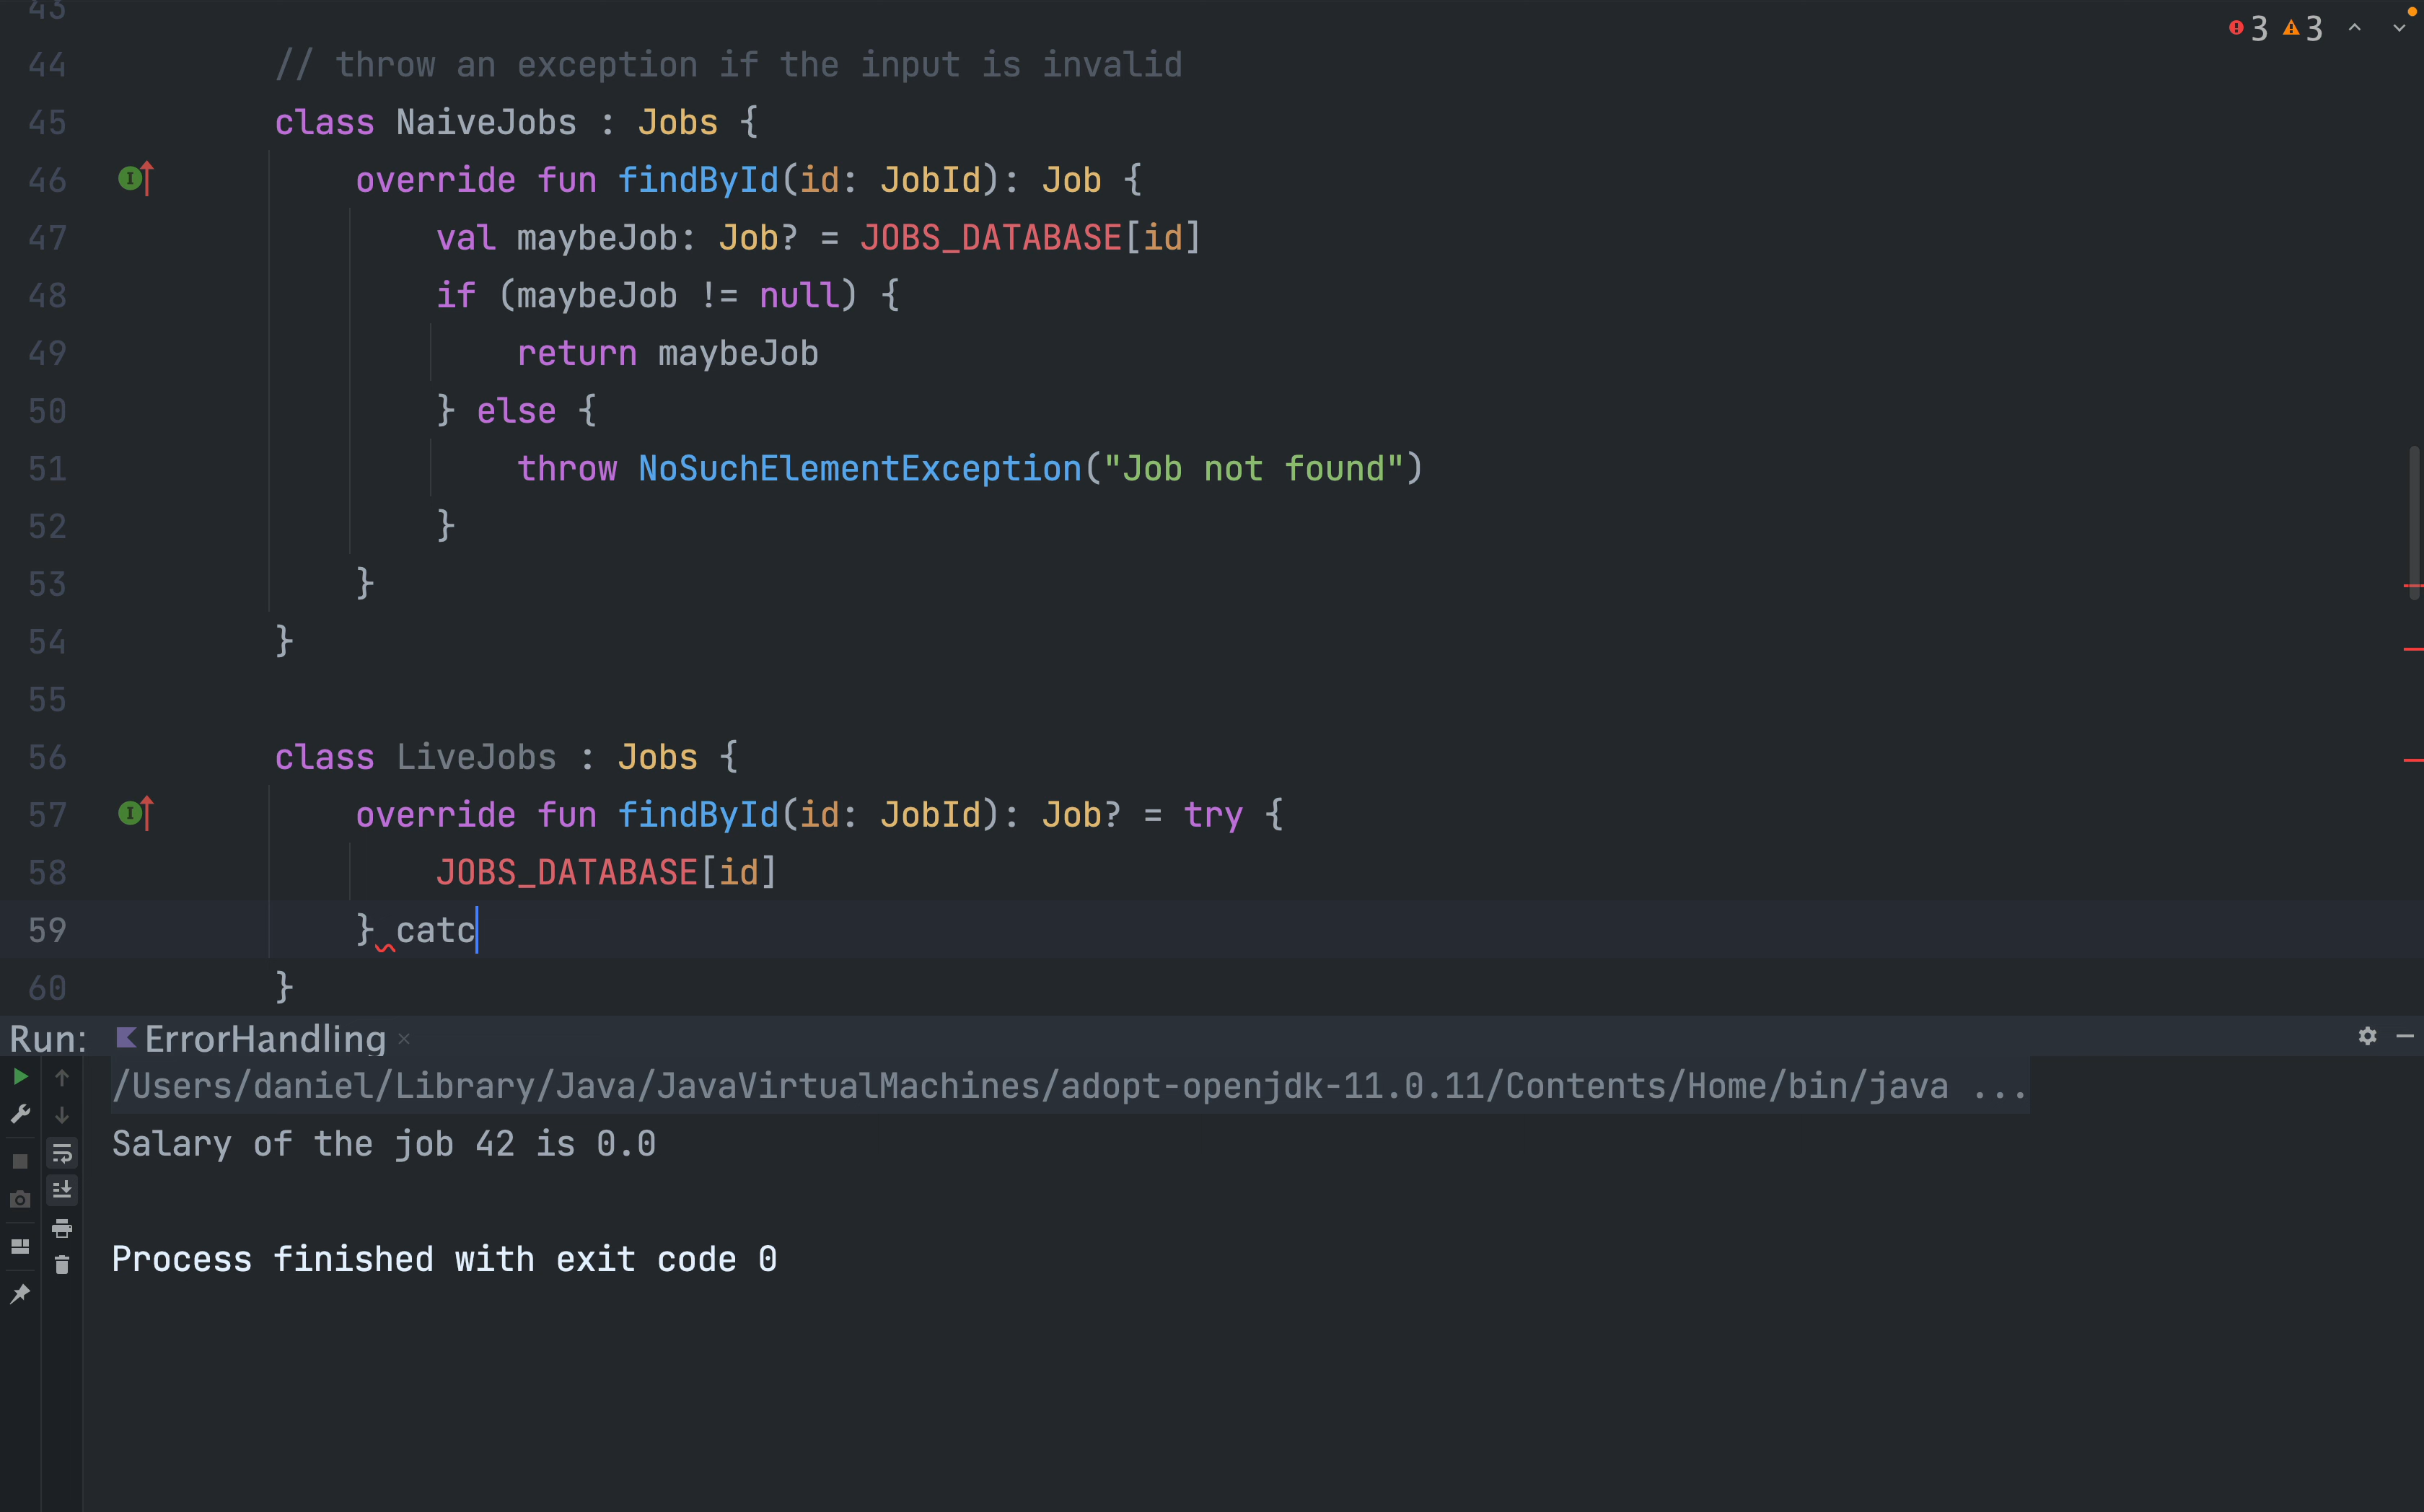 43
3 3
44 // throw an exception if the input is invalid
45 class NaiveJobs : Jobs {
46 override fun findById(id: JobId): Job {
47 val maybeJob: Job? = JOBS_DATABASE[id]
48 if (maybeJob != null) {
49 return maybeJob
50 } else {
51 throw NoSuchElementException("Job not found")
52 }
53 }
54 }
55
56 class LiveJobs : Jobs {
57 override fun findById(id: JobId): Job? = try {
58 JOBS_DATABASE[id]
59 } catc
60 }
Run: ErrorHandling
/Users/daniel/Library/Java/JavaVirtualMachines/adopt-openjdk-11.0.11/Contents/Home/bin/java ...
Salary of the job 42 is 0.0
Process finished with exit code 0